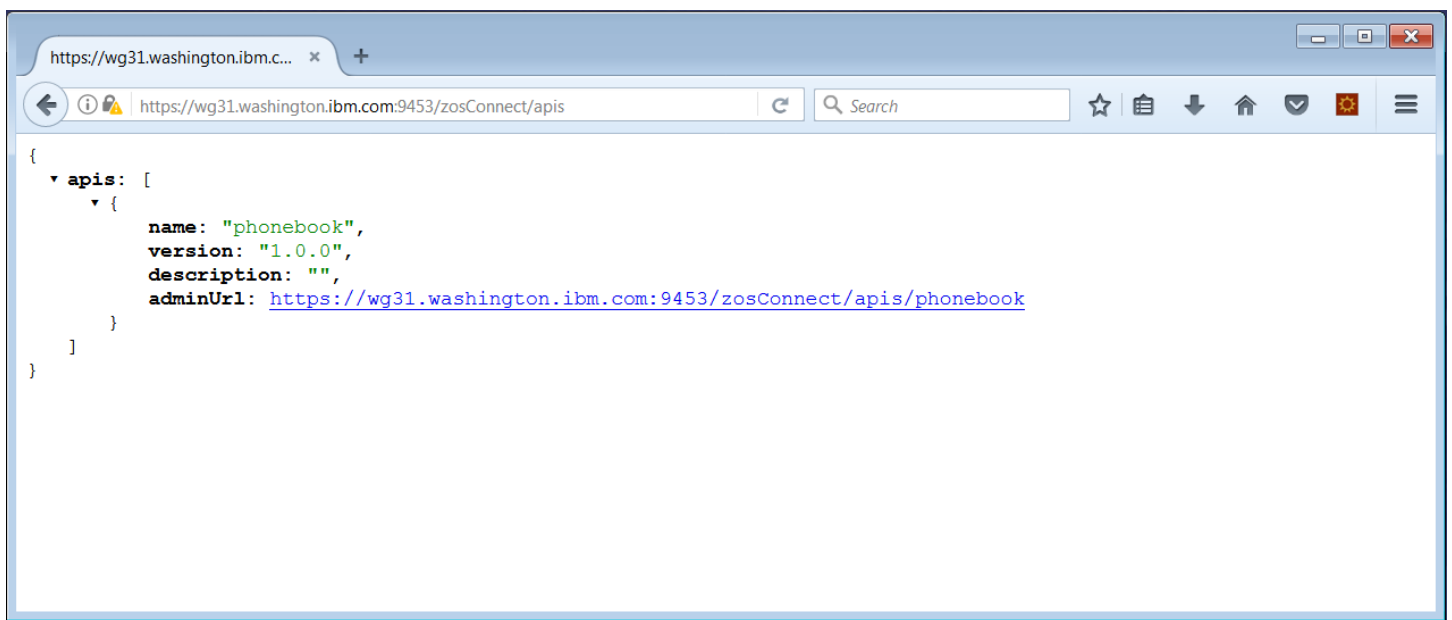 https://wg31.washington.ibm.c...
https://wg31.washington.ibm.com:9453/zosConnect/apis
Search
{
apis: [
{
name: "phonebook",
version: "1.0.0",
description: "",
adminUrl: https://wg31.washington.ibm.com:9453/zosConnect/apis/phonebook
}
]
}